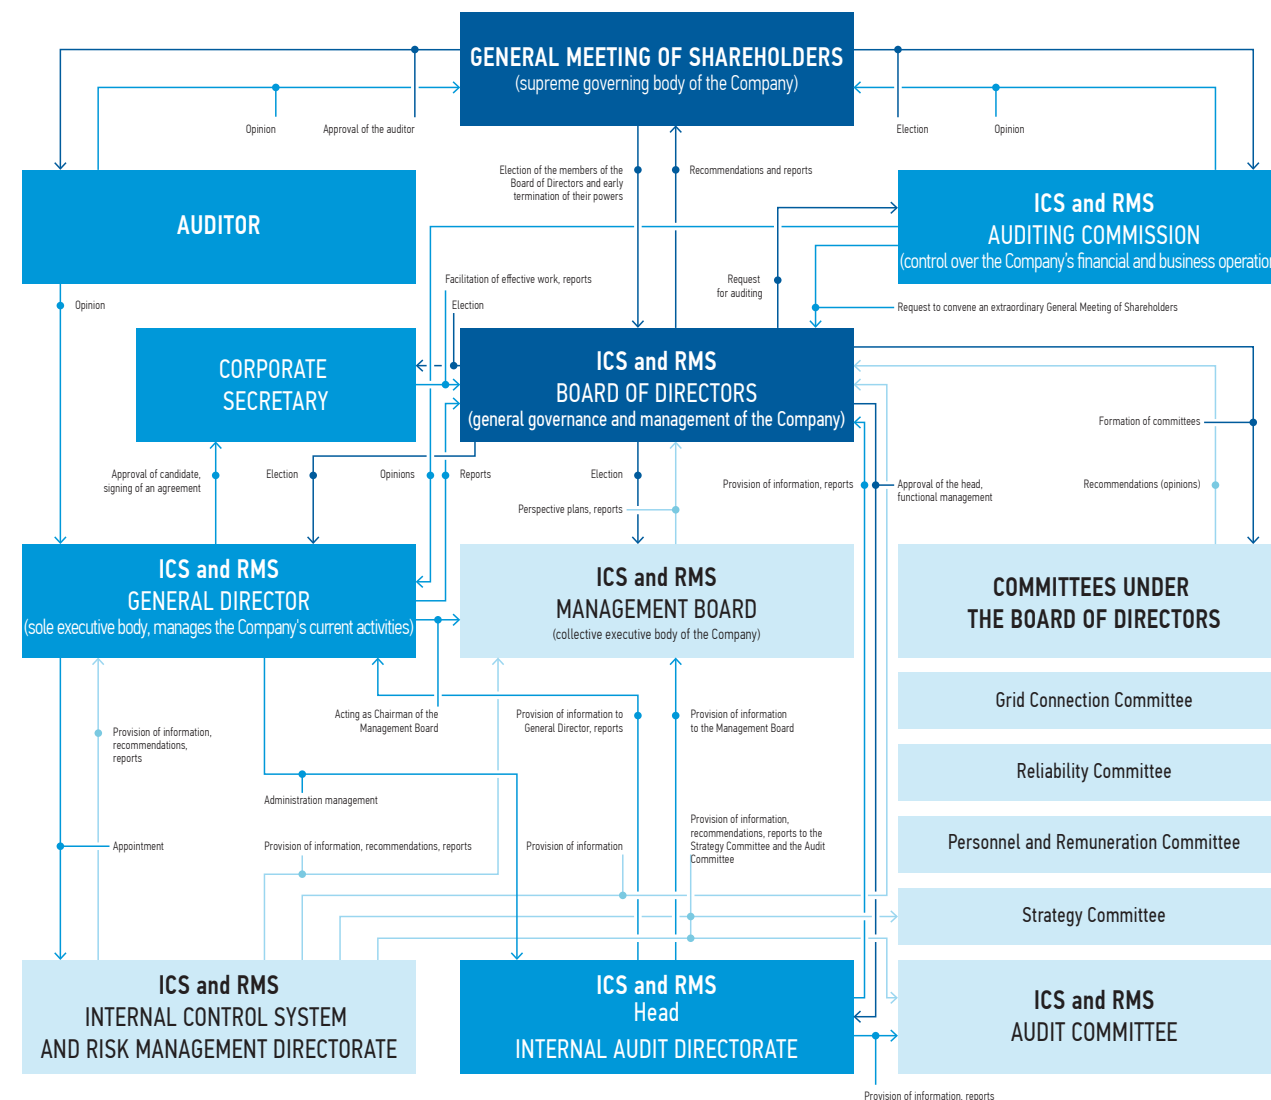 GENERAL MEETING OF SHAREHOLDERS
(supreme governing body of the Company)
Opinion
Approval of the auditor
Election
Opinion
Election of the members of the
Board of Directors and early
termination of their powers
Recommendations and reports
AUDITOR
ICS and RMS
AUDITING COMMISSION
(control over the Company's financial and business operation
Facilitation of effective work, reports
Election
Request
for auditing
Opinion
Request to convene an extraordinary General Meeting of Shareholders
CORPORATE
SECRETARY
ICS and RMS
BOARD OF DIRECTORS
(general governance and management of the Company)
Formation of committees
Approval of candidate,
signing of an agreement
Election
Opinions
Reports
Election
Provision of information, reports
Approval of the head,
functional management
Recommendations (opinions)
Perspective plans, reports
ICS and RMS
GENERAL DIRECTOR
(sole executive body, manages the Company's current activities)
ICS and RMS
MANAGEMENT BOARD
(collective executive body of the Company)
COMMITTEES UNDER
THE BOARD OF DIRECTORS
Grid Connection Committee
Acting as Chairman of the
Management Board
Provision of information to
General Director, reports
Provision of information
to the Management Board
Provision of information,
recommendations,
reports
Reliability Committee
Administration management
Provision of information,
recommendations, reports to the
Strategy Committee and the Audit
Committee
Appointment
Provision of information, recommendations, reports
Provision of information
Personnel and Remuneration Committee
Strategy Committee
ICS and RMS
INTERNAL CONTROL SYSTEM
AND RISK MANAGEMENT DIRECTORATE
ICS and RMS
Head
INTERNAL AUDIT DIRECTORATE
ICS and RMS
AUDIT COMMITTEE
Provision of information, reports